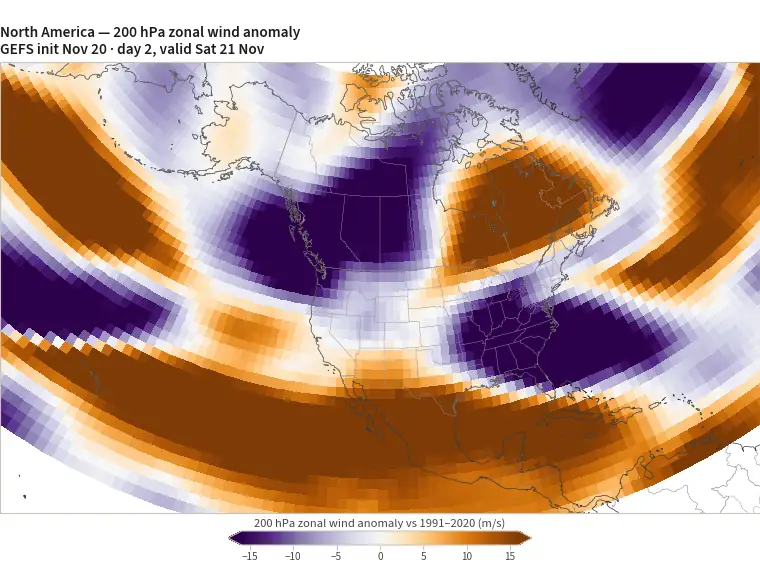 North America — 200 hPa zonal wind anomaly
GEFS init Nov 20 · day 2, valid Sat 21 Nov
200 hPa zonal wind anomaly vs 1991–2020 (m/s)
−15 −10 −5 0 5 10 15